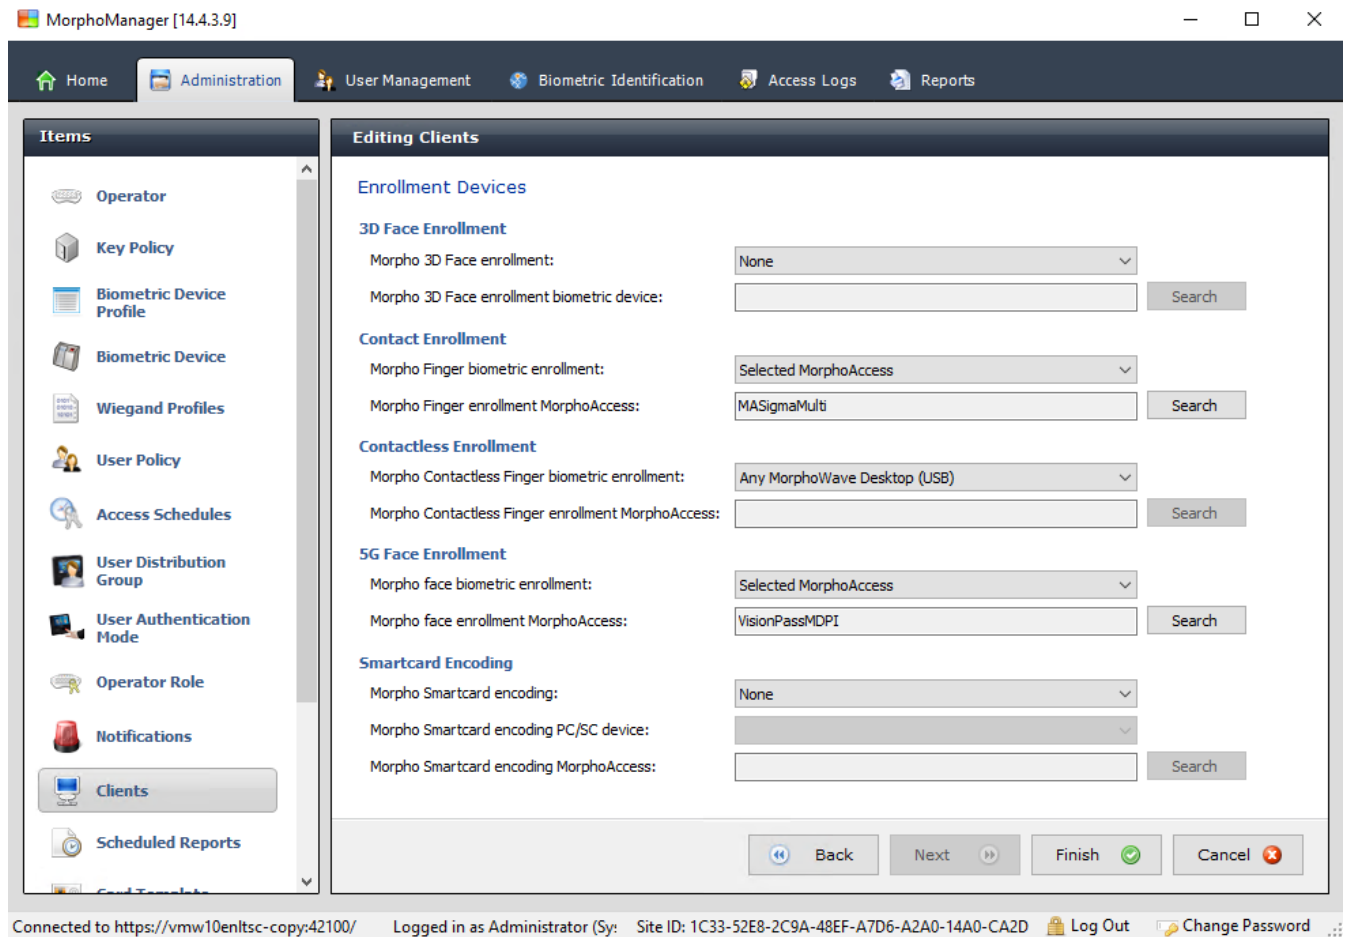 MorphoManager [14.4.3.9]
Home
Administration
User Management
Biometric Identification
Access Logs
Reports
Items
Operator
Key Policy
Biometric Device
Profile
Biometric Device
Wiegand Profiles
User Policy
Access Schedules
User Distribution
Group
User Authentication
Mode
Operator Role
Notifications
Clients
Scheduled Reports
Card Template
Editing Clients
Enrollment Devices
3D Face Enrollment
Morpho 3D Face enrollment: None
Morpho 3D Face enrollment biometric device: Search
Contact Enrollment
Morpho Finger biometric enrollment: Selected MorphoAccess
Morpho Finger enrollment MorphoAccess: MASigmaMulti Search
Contactless Enrollment
Morpho Contactless Finger biometric enrollment: Any MorphoWave Desktop (USB)
Morpho Contactless Finger enrollment MorphoAccess: Search
5G Face Enrollment
Morpho face biometric enrollment: Selected MorphoAccess
Morpho face enrollment MorphoAccess: VisionPassMDPI Search
Smartcard Encoding
Morpho Smartcard encoding: None
Morpho Smartcard encoding PC/SC device:
Morpho Smartcard encoding MorphoAccess: Search
Back Next Finish Cancel
Connected to https://vmw10enltsc-copy:42100/ Logged in as Administrator (Sy: Site ID: 1C33-52E8-2C9A-48EF-A7D6-A2A0-14A0-CA2D Log Out Change Password